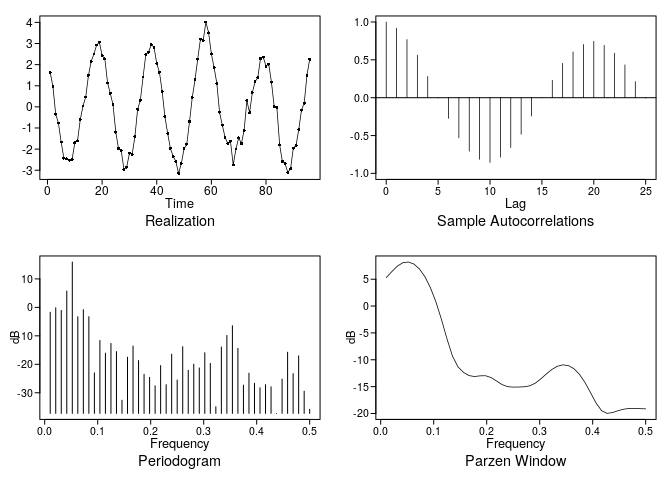 4
3
2
1
0
-1
-2
-3
0 20 40 60 80
Time
Realization
1.0
0.5
0.0
-0.5
-1.0
0 5 10 15 20 25
Lag
Sample Autocorrelations
10
0
-10
-20
-30
dB
0.0 0.1 0.2 0.3 0.4 0.5
Frequency
Periodogram
5
0
-5
-10
-15
-20
dB
0.0 0.1 0.2 0.3 0.4 0.5
Frequency
Parzen Window